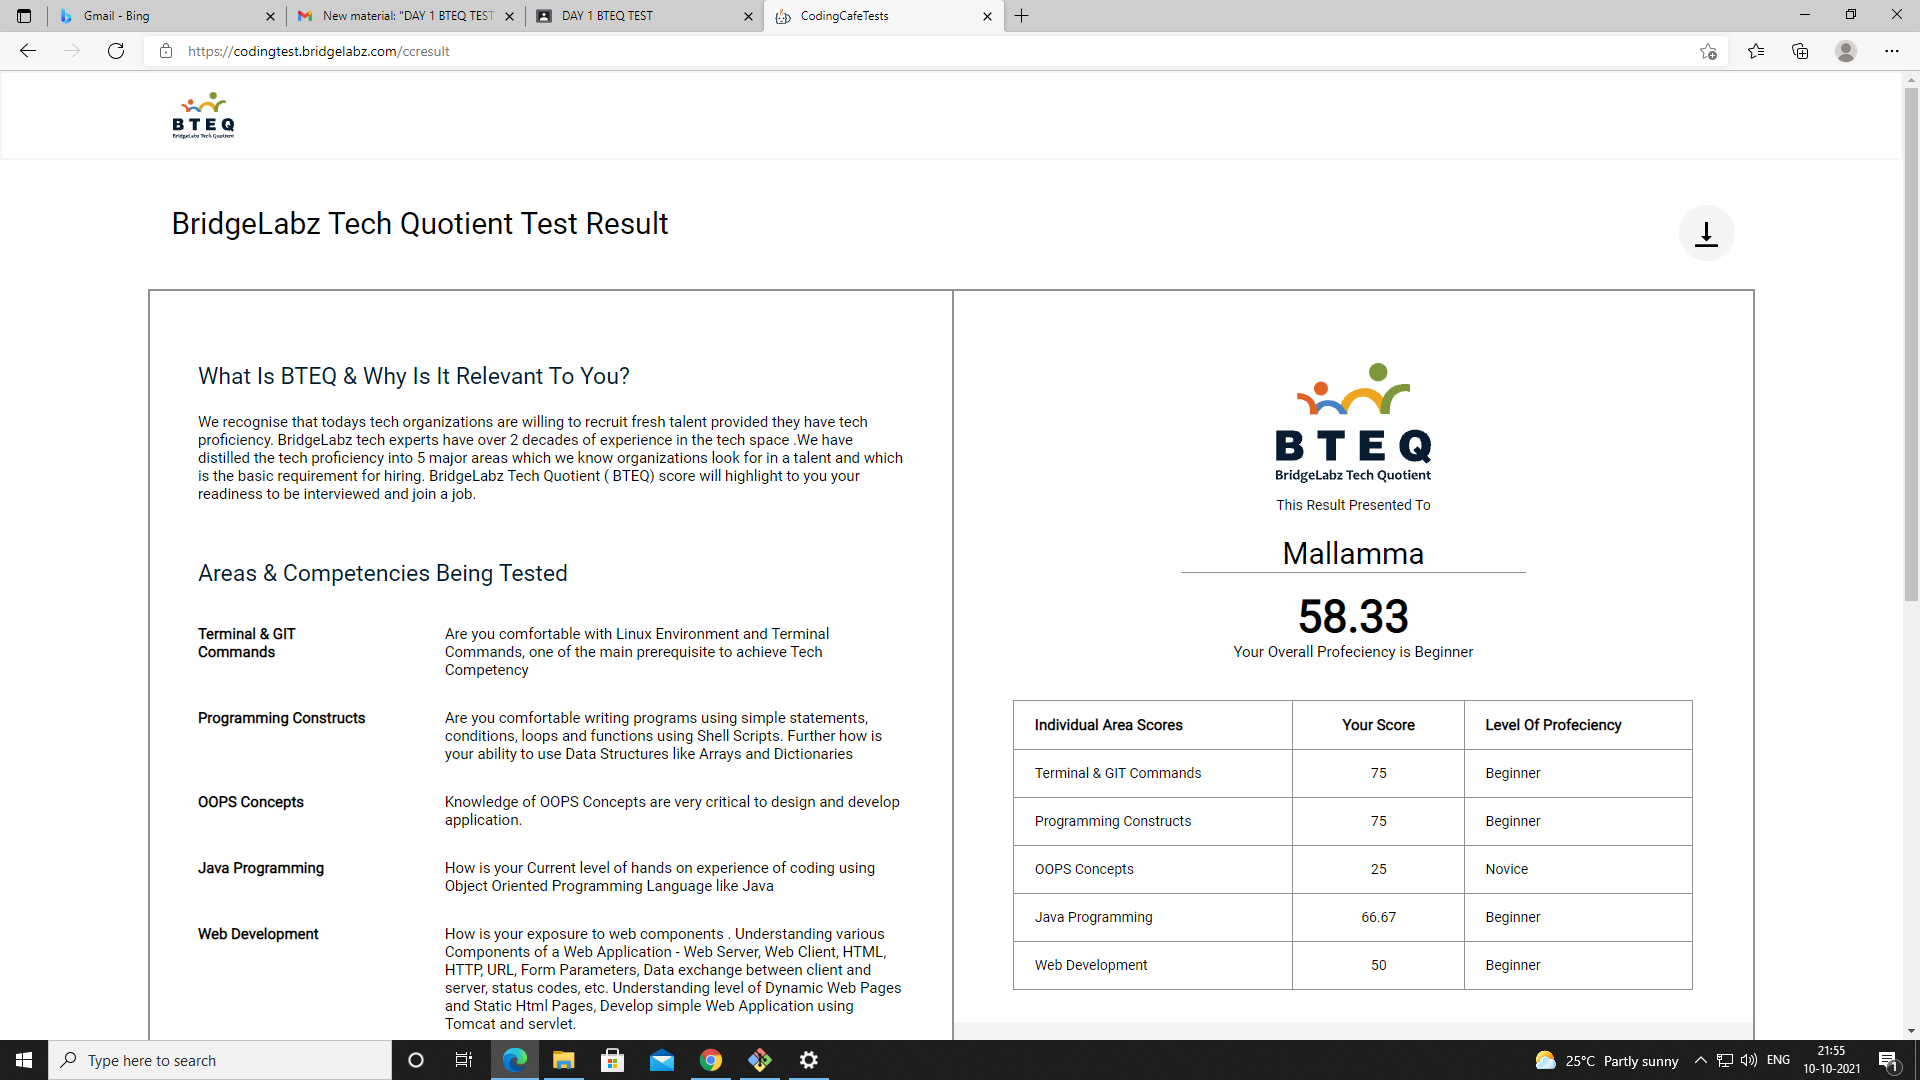 Gmail - Bing
New material: "DAY 1 BTEQ TEST
DAY 1 BTEQ TEST
CodingCafeTests
https://codingtest.bridgelabz.com/ccresult
BTEQ
BridgeLabz Tech Quotient
BridgeLabz Tech Quotient Test Result
What Is BTEQ & Why Is It Relevant To You?
We recognise that todays tech organizations are willing to recruit fresh talent provided they have tech
proficiency. BridgeLabz tech experts have over 2 decades of experience in the tech space .We have
distilled the tech proficiency into 5 major areas which we know organizations look for in a talent and which
is the basic requirement for hiring. BridgeLabz Tech Quotient ( BTEQ) score will highlight to you your
readiness to be interviewed and join a job.
Areas & Competencies Being Tested
Terminal & GIT
Commands
Are you comfortable with Linux Environment and Terminal
Commands, one of the main prerequisite to achieve Tech
Competency
Programming Constructs
Are you comfortable writing programs using simple statements,
conditions, loops and functions using Shell Scripts. Further how is
your ability to use Data Structures like Arrays and Dictionaries
OOPS Concepts
Knowledge of OOPS Concepts are very critical to design and develop
application.
Java Programming
How is your Current level of hands on experience of coding using
Object Oriented Programming Language like Java
Web Development
How is your exposure to web components . Understanding various
Components of a Web Application - Web Server, Web Client, HTML,
HTTP, URL, Form Parameters, Data exchange between client and
server, status codes, etc. Understanding level of Dynamic Web Pages
and Static Html Pages, Develop simple Web Application using
Tomcat and servlet.
BTEQ
BridgeLabz Tech Quotient
This Result Presented To
Mallamma
58.33
Your Overall Profeciency is Beginner
Individual Area Scores Your Score Level Of Profeciency
Terminal & GIT Commands 75 Beginner
Programming Constructs 75 Beginner
OOPS Concepts 25 Novice
Java Programming 66.67 Beginner
Web Development 50 Beginner
Type here to search
25°C Partly sunny
ENG
21:55
10-10-2021
1